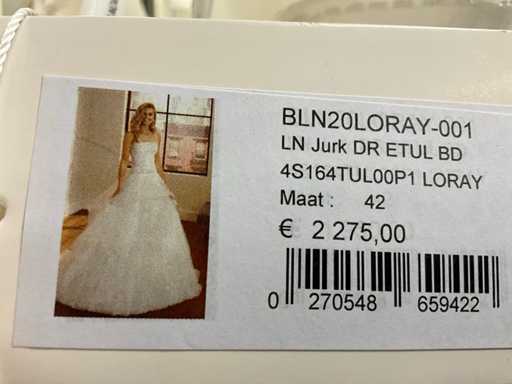 BLN20LORAY-001
LN Jurk DR ETUL BD
4S164TUL00P1 LORAY
Maat : 42
€ 2 275,00
0 270548 659422